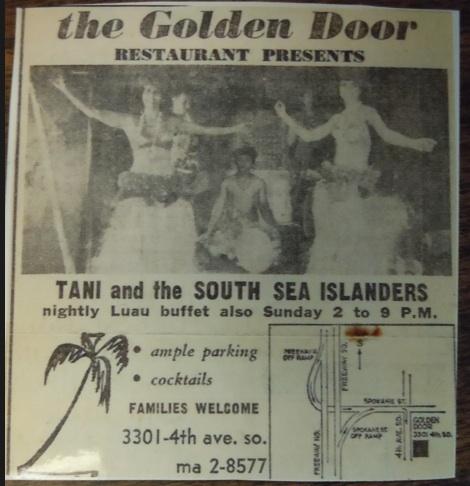 the Golden Door
RESTAURANT PRESENTS
TANI and the SOUTH SEA ISLANDERS
nightly Luau buffet also Sunday 2 to 9 P.M.
• ample parking
• cocktails
FAMILIES WELCOME
3301-4th ave. so.
ma 2-8577
FREEWAY
OFF RAMP
FREEWAY SO.
S
SPOKANE ST.
SPOKANE ST
OFF RAMP
FREEWAY NO.
4th AVE. SO.
GOLDEN
DOOR
3301 4th SO.